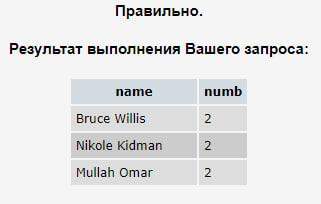 Правильно.
Результат выполнения Вашего запроса:
name numb
Bruce Willis 2
Nikole Kidman 2
Mullah Omar 2